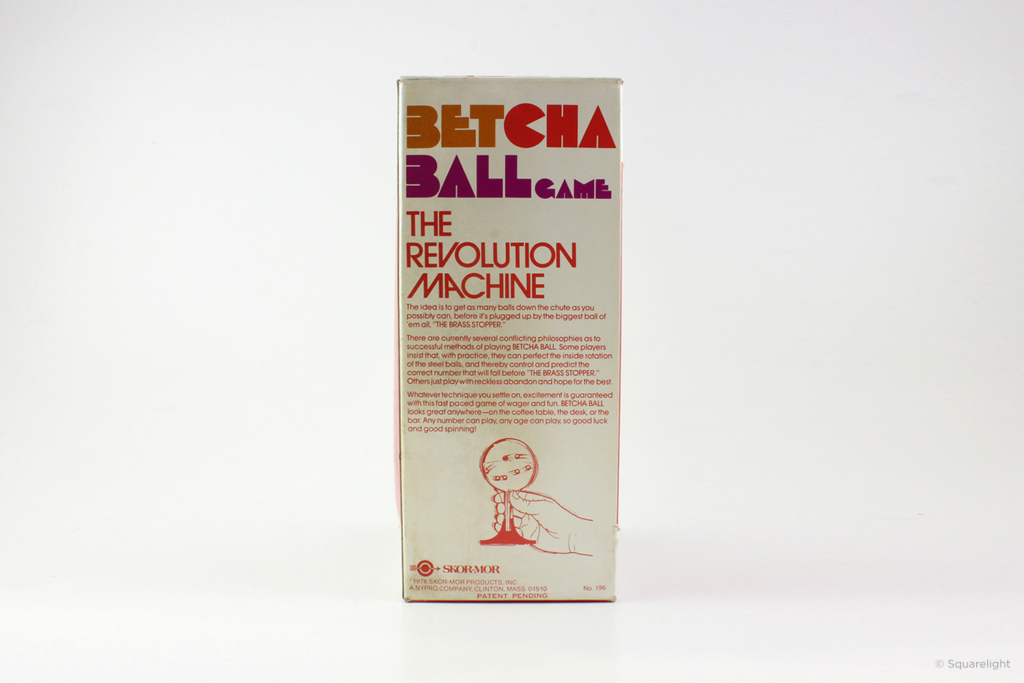 BETCHA
BALL GAME
THE
REVOLUTION
MACHINE
The idea is to get as many balls down the chute as you
possibly can, before it's plugged up by the biggest ball of
'em all, "THE BRASS STOPPER."
There are currently several conflicting philosophies as to
successful methods of playing BETCHA BALL. Some players
insist that, with practice, they can perfect the inside rotation
of the steel balls, and thereby control and predict the
correct number that will fall before "THE BRASS STOPPER."
Others just play with reckless abandon and hope for the best.
Whatever technique you settle on, excitement is guaranteed
with this fast paced game of wager and fun. BETCHA BALL
looks great anywhere—on the coffee table, the desk, or the
bar. Any number can play, any age can play, so good luck
and good spinning!
SKOR-MOR
1978 SKOR-MOR PRODUCTS, INC.
A NYPRO COMPANY, CLINTON, MASS. 01510 No. 196
PATENT PENDING
© Squarelight